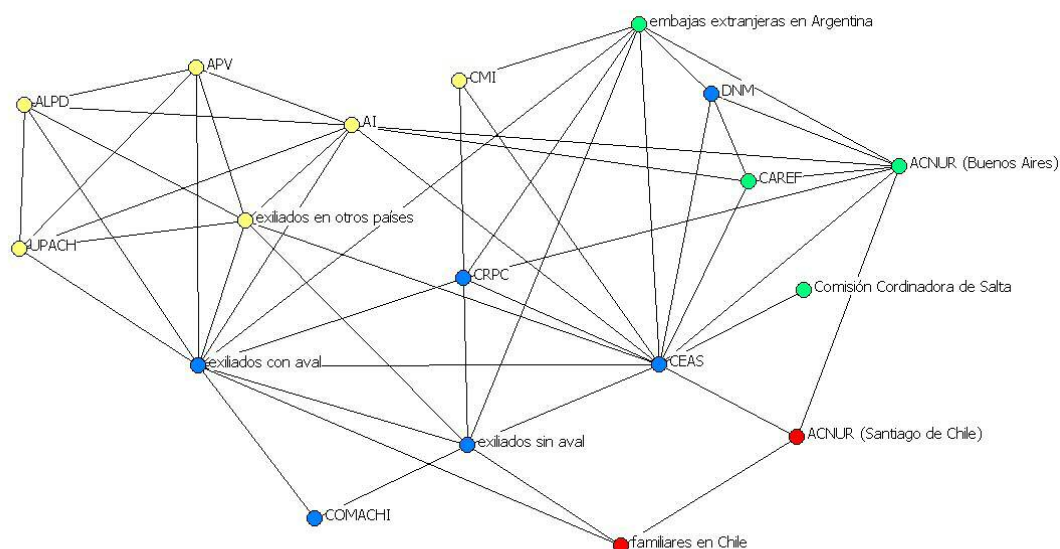 embajas extranjeras en Argentina
APV
CMI
DNM
ALPD
AI
ACNUR (Buenos Aires)
CAREF
exiliados en otros países
UPACH
CRPC
Comisión Cordinadora de Salta
exiliados con aval
CEAS
ACNUR (Santiago de Chile)
exiliados sin aval
COMACHI
familiares en Chile